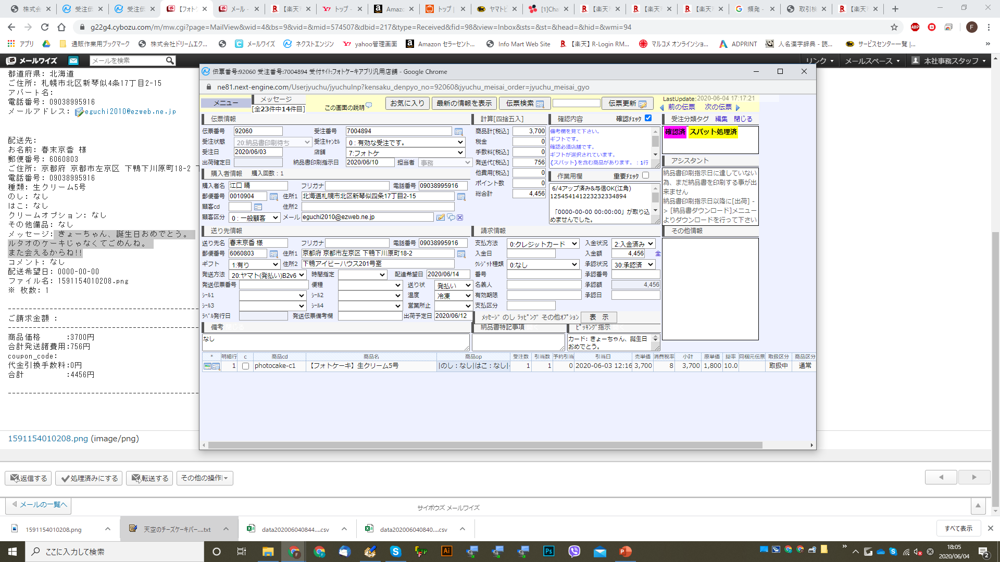 株式会
受注伝
受注伝
【フォトケ
メール -
【楽天市
トップ -
Amazo
トップ |
ヤマトビ
[1]Cha
【楽天市
【楽天市
【楽天市
頻発 -
取引検
【楽天市
g22g4.cybozu.com/m/mw.cgi?page=MailView&wid=4&bs=9&vid=&mid=574507&dbid=217&type=Received&fid=98&view=Inbox&sts=&st=&head=&hid=&wmi=94
アプリ
通販作業用ブックマーク
株式会社ドリームエク...
メールワイズ
ネクストエンジン
yahoo管理画面
Amazon セラーセント...
Info Mart Web Site
【楽天】R-Login RM...
マルコメ オンラインショ...
ADPRINT
人名漢字辞典 - 読...
サービスセンター一覧 |...
メールワイズ
メールを検索
リンク
メールスペース
本社事務スタッフ
都道府県: 北海道
ご住所: 札幌市北区新琴似4条17丁目2-15
アパート名:
電話番号: 09038995916
メールアドレス: eguchi2010@ezweb.ne.jp
配送先:
お名前: 春末京香 様
郵便番号: 6060803
ご住所: 京都府 京都市左京区 下鴨下川原町18-2
電話番号: 09038995916
種類: 生クリーム5号
のし: なし
はこ: なし
クリームオプション: なし
その他備品: なし
メッセージ: きょーちゃん、誕生日おめでとう。
ルタオのケーキじゃなくてごめんね。
また会えるからね!!
コメント: なし
配送希望日: 0000-00-00
ファイル名: 1591154010208.png
※ 枚数: 1
ご請求金額 :
商品価格 :3700円
合計発送諸費用:756円
coupon_code:
代金引換手数料:0円
合計 :4456円
1591154010208.png (image/png)
伝票番号:92060 受注番号:7004894 受付サイト:フォトケーキアプリ汎用店舗 - Google Chrome
ne81.next-engine.com/Userjyuchu/jyuchuInp?kensaku_denpyo_no=92060&jyuchu_meisai_order=jyuchu_meisai_gyo
メニュー
メッセージ
[全23件中14件目]
この画面の説明
お気に入り
最新の情報を表示
伝票検索
伝票更新
LastUpdate:2020-06-04 17:17:21
前の伝票 次の伝票
伝票情報
伝票番号 92060 受注番号 7004894
受注状態 20:納品書印刷待ち 受注キャンセル 0 : 有効な受注です。
受注日 2020/06/03 店舗 7:フォトケ
出荷確定日 納品書印刷指示日 2020/06/10 担当者 事務
購入者情報 購入回数 : 1
購入者名 江口 晴 フリガナ 電話番号 09038995916
郵便番号 0010904 住所1 北海道札幌市北区新琴似四条17丁目2-15
顧客cd 住所2
顧客区分 0 : 一般顧客 メール eguchi2010@ezweb.ne.jp
送り先情報
送り先名 春末京香 様 フリガナ 電話番号 09038995916
郵便番号 6060803 住所1 京都府 京都市左京区 下鴨下川原町18-2
ギフト 1:有り 住所2 下鴨アイビーハウス201号室
発送方法 20:ヤマト(発払い)B2v6 時間指定 配達希望日 2020/06/14
発送伝票番号 便種 送り状 発払い
シール1 シール2 温度 冷凍
シール3 シール4 営業所止
ラベル発行日 発送伝票備考欄 出荷予定日 2020/06/12
備考
なし
計算[四捨五入]
商品計[税込] 3,700
税金 0
手数料[税込] 0
発送代[税込] 756
他費用[税込] 0
ポイント数 0
総合計 4,456
確認内容 確認チェック
備考欄を見て下さい。
ギフトです。
確認必須店舗です。
ギフトが選択されています。
{スパット}を含む商品があります。 : 1行
作業用欄 重要チェック
6/4アップ済み&与信OK(江角)
125454141223232334894
「0000-00-00 00:00:00」が取り込
めませんでした。
請求情報
支払方法 0:クレジットカード 入金状況 2:入金済み
入金日 入金額 4,456 全
クレジット種類 0:なし 承認状況 30:承認済
番号 承認番号
名義人 承認額 4,456
有効期限 承認日
支払区分
メッセージ のし ラッピング その他オプション 表 示
納品書特記事項
ピッキング指示
カード: きょーちゃん、誕生日
おめでとう。
受注分類タグ 編集 閉じる
確認済 スパット処理済
アシスタント
納品書印刷指示日に達していない
為、まだ納品書を印刷する事が出
来ません
納品書印刷指示日以降に[出荷] -
> [納品書ダウンロード]メニュー
よりダウンロードを行って下さい
その他情報
* 明細行 c 商品cd 商品名 商品op 受注数 引当数 予約引当 引当日 売単価 消費税率 小計 原単価 掛率 同梱元伝票 取扱区分 商品区分
1 photocake-c1 【フォトケーキ】生クリーム5号 |のし : なし|はこ : なし| 1 1 0 2020-06-03 12:16 3,700 8 3,700 1,800 10.0 取扱中 通常
返信する
処理済みにする
転送する
その他の操作
メールの一覧へ
サイボウズ メールワイズ
1591154010208.png
天空のチーズケーキバー....txt
data202006040844....csv
data202006040840....csv
すべて表示
ここに入力して検索
18:05
2020/06/04
2